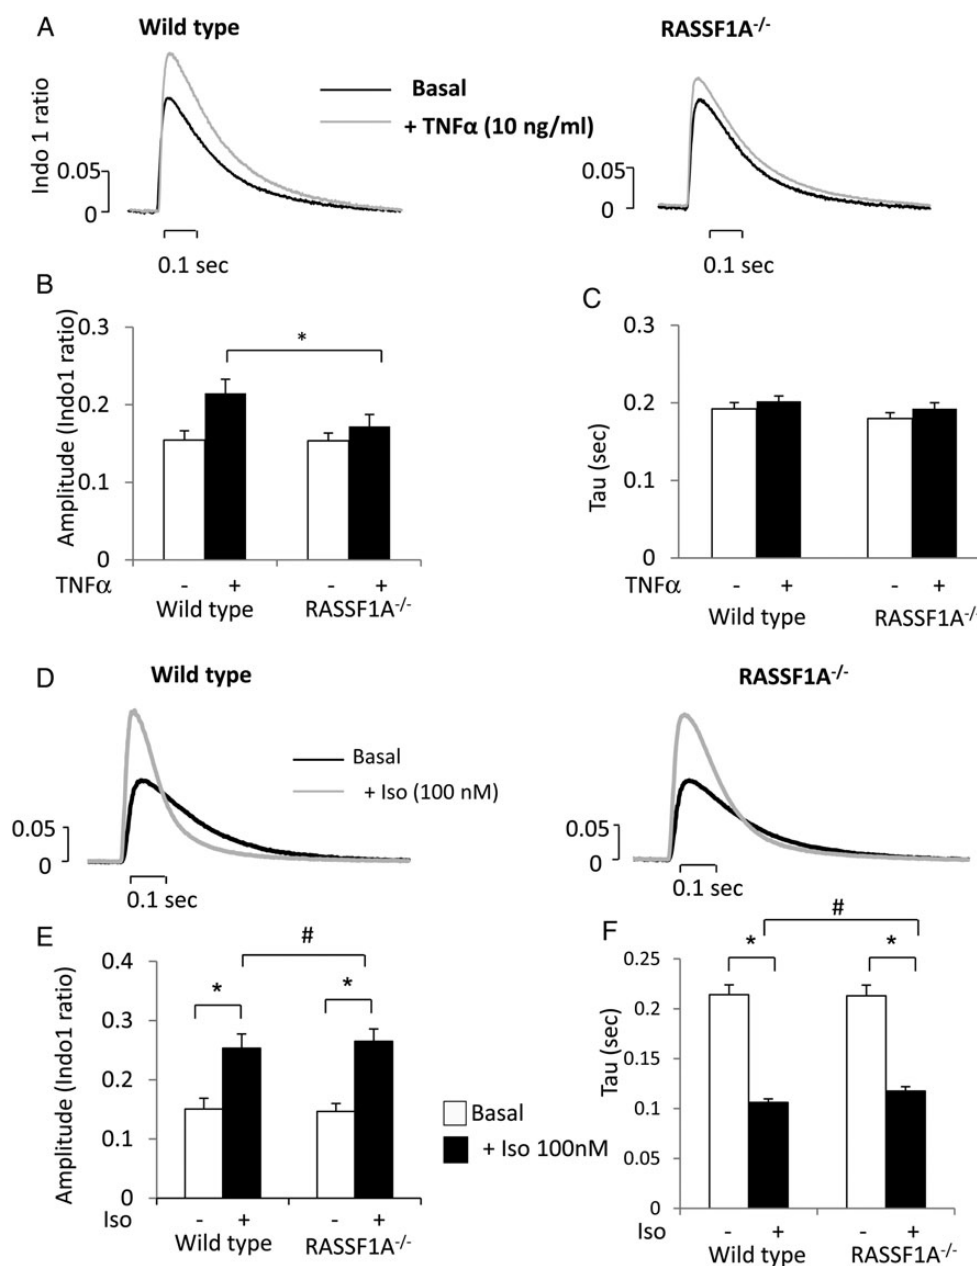 A
Wild type
RASSF1A-/-
Indo 1 ratio
Basal
+ TNFα (10 ng/ml)
0.05
0
0.1 sec
0.05
0
0.1 sec
B
Amplitude (Indo1 ratio)
0.3
0.2
0.1
0
*
TNFα - + - +
Wild type RASSF1A-/-
C
Tau (sec)
0.3
0.2
0.1
0
TNFα - + - +
Wild type RASSF1A-/-
D
Wild type
RASSF1A-/-
Basal
+ Iso (100 nM)
0.05
0
0.1 sec
0.05
0
0.1 sec
E
Amplitude (Indo1 ratio)
0.4
0.3
0.2
0.1
0
#
* *
Iso - + - +
Wild type RASSF1A-/-
Basal
+ Iso 100nM
F
Tau (sec)
0.25
0.2
0.15
0.1
0.05
0
#
* *
Iso - + - +
Wild type RASSF1A-/-